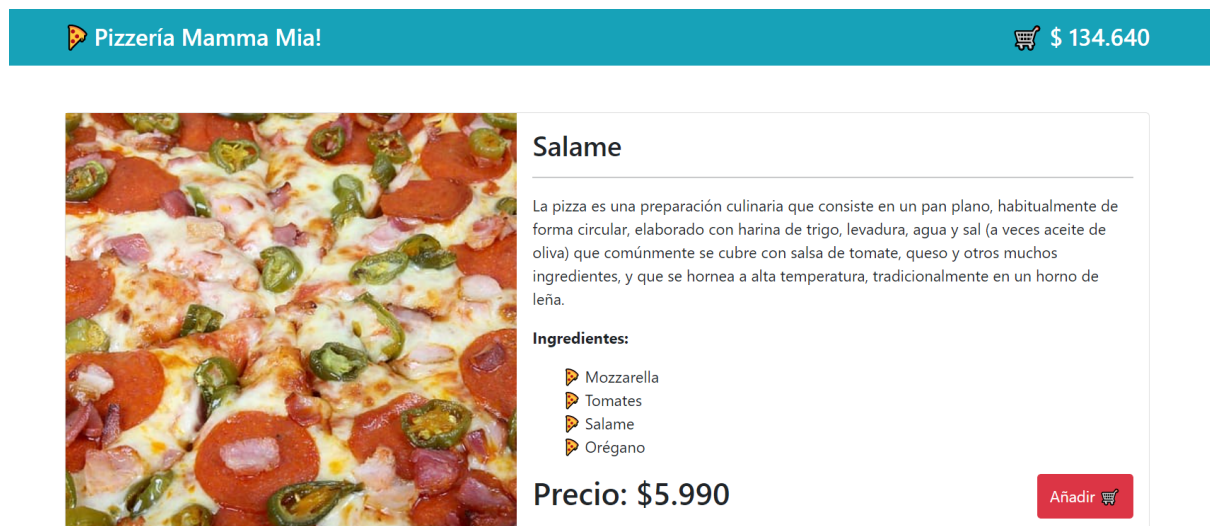 Pizzería Mamma Mia!
$ 134.640
Salame
La pizza es una preparación culinaria que consiste en un pan plano, habitualmente de
forma circular, elaborado con harina de trigo, levadura, agua y sal (a veces aceite de
oliva) que comúnmente se cubre con salsa de tomate, queso y otros muchos
ingredientes, y que se hornea a alta temperatura, tradicionalmente en un horno de
leña.
Ingredientes:
Mozzarella
Tomates
Salame
Orégano
Precio: $5.990
Añadir